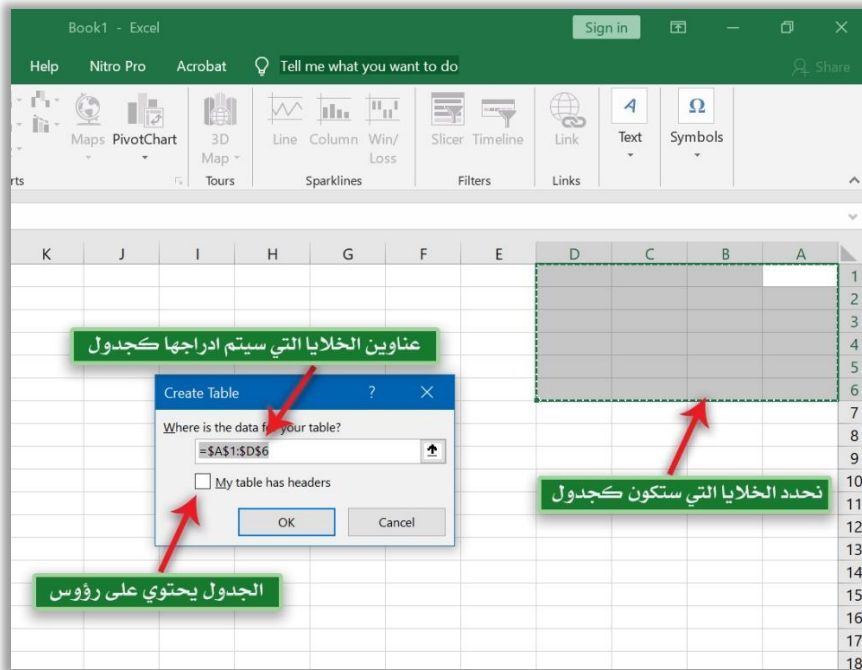 Book1 - Excel
Sign in
Help Nitro Pro Acrobat Tell me what you want to do
Share
Maps PivotChart 3D Map Line Column Win/Loss Slicer Timeline Link Text Symbols
rts Tours Sparklines Filters Links
K J I H G F E D C B A
1
2
3
4
5
6
7
8
9
10
11
12
13
14
15
16
17
18
عناوين الخلايا التي سيتم ادراجها كجدول
Create Table ?
Where is the data for your table?
=$A$1:$D$6
My table has headers
OK Cancel
نحدد الخلايا التي ستكون كجدول
الجدول يحتوي على رؤوس